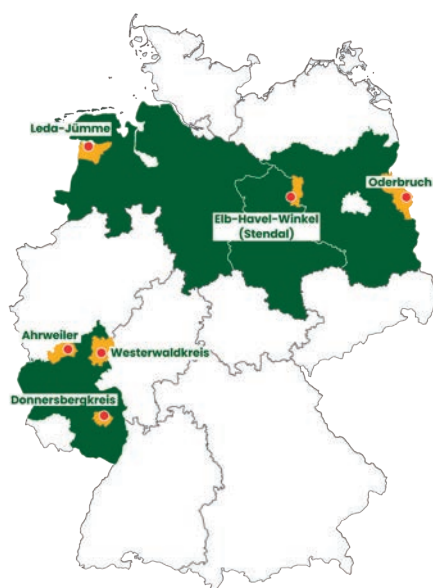 Leda-Jümme
Oderbruch
Elb-Havel-Winkel
(Stendal)
Ahrweiler
Westerwaldkreis
Donnersbergkreis